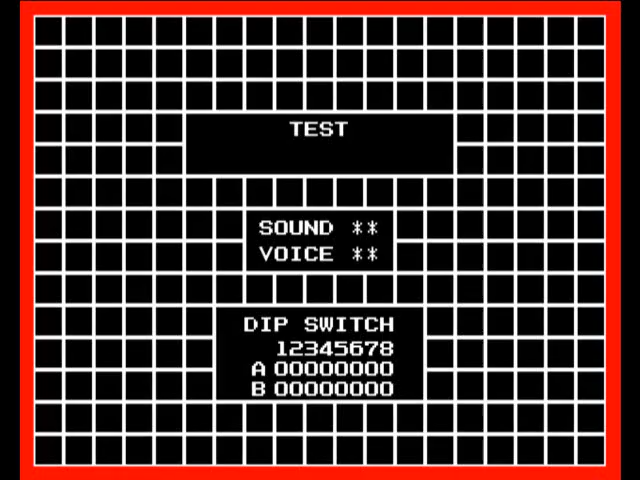 TEST
SOUND **
VOICE **
DIP SWITCH
12345678
A 00000000
B 00000000